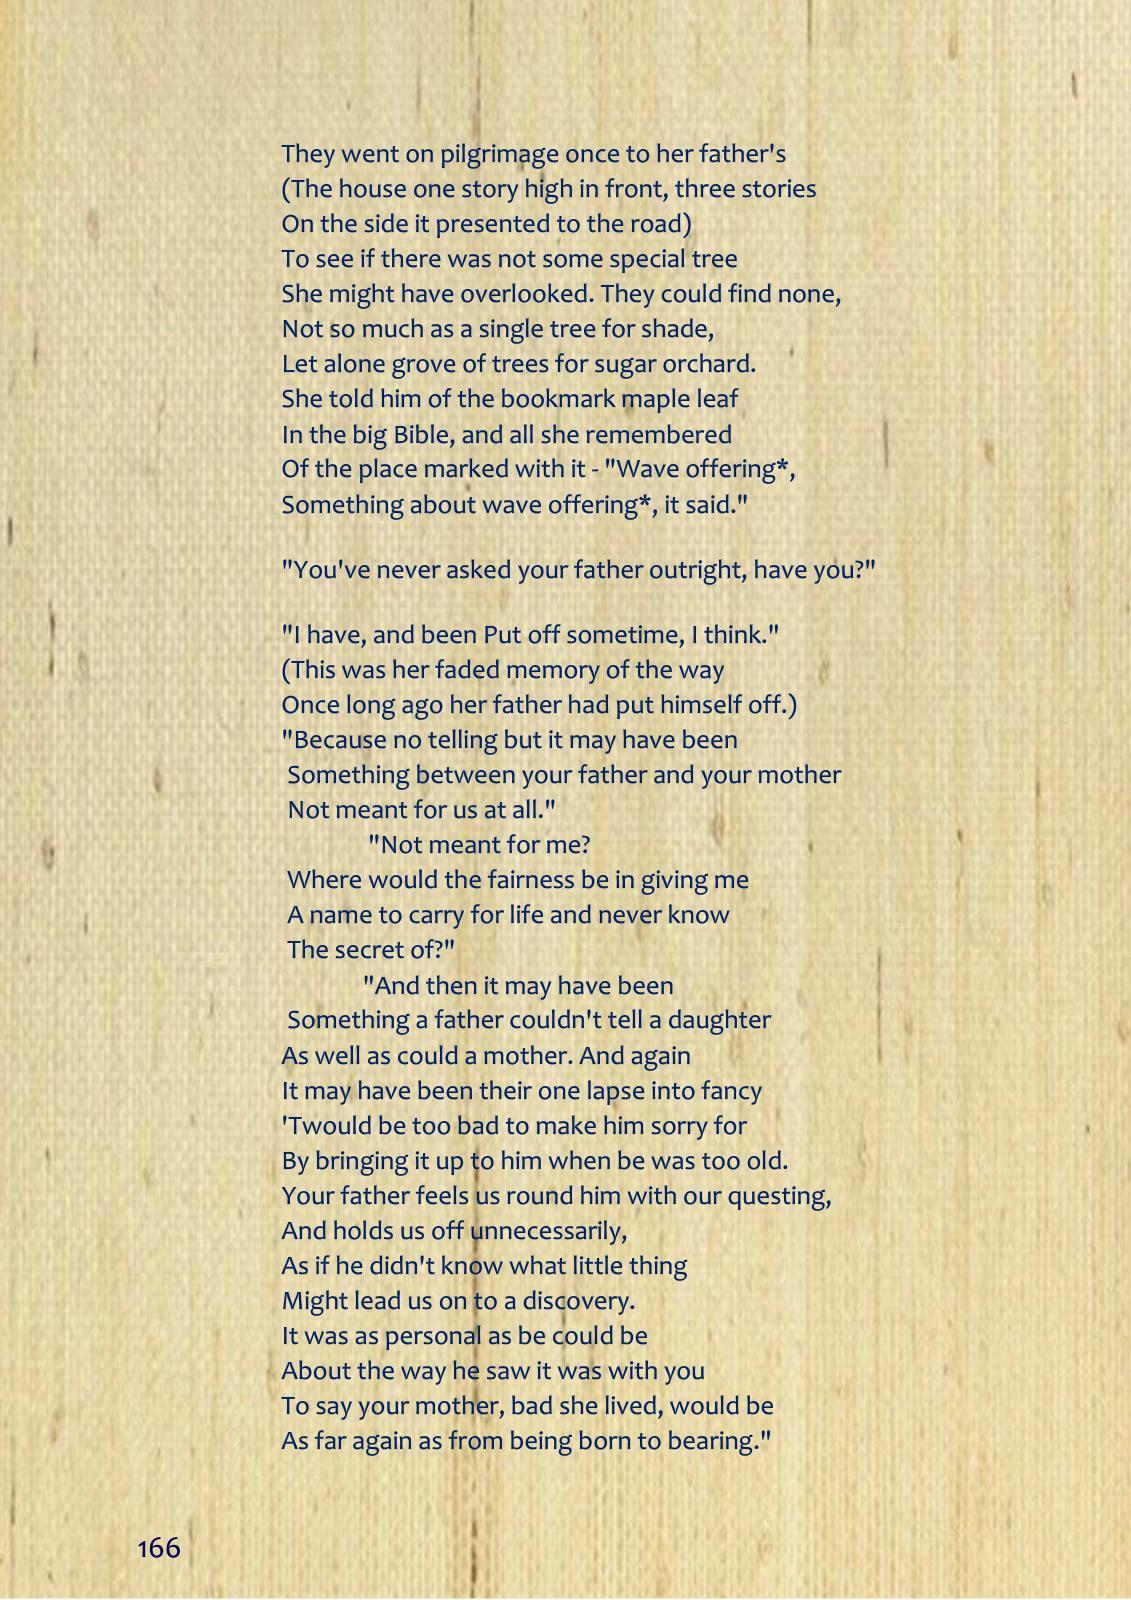 They went on pilgrimage once to her father's
(The house one story high in front, three stories
On the side it presented to the road)
To see if there was not some special tree
She might have overlooked. They could find none,
Not so much as a single tree for shade,
Let alone grove of trees for sugar orchard.
She told him of the bookmark maple leaf
In the big Bible, and all she remembered
Of the place marked with it - "Wave offering*,
Something about wave offering*, it said."
"You've never asked your father outright, have you?"
"I have, and been Put off sometime, I think."
(This was her faded memory of the way
Once long ago her father had put himself off.)
"Because no telling but it may have been
Something between your father and your mother
Not meant for us at all."
"Not meant for me?
Where would the fairness be in giving me
A name to carry for life and never know
The secret of?"
"And then it may have been
Something a father couldn't tell a daughter
As well as could a mother. And again
It may have been their one lapse into fancy
'Twould be too bad to make him sorry for
By bringing it up to him when be was too old.
Your father feels us round him with our questing,
And holds us off unnecessarily,
As if he didn't know what little thing
Might lead us on to a discovery.
It was as personal as be could be
About the way he saw it was with you
To say your mother, bad she lived, would be
As far again as from being born to bearing."
166